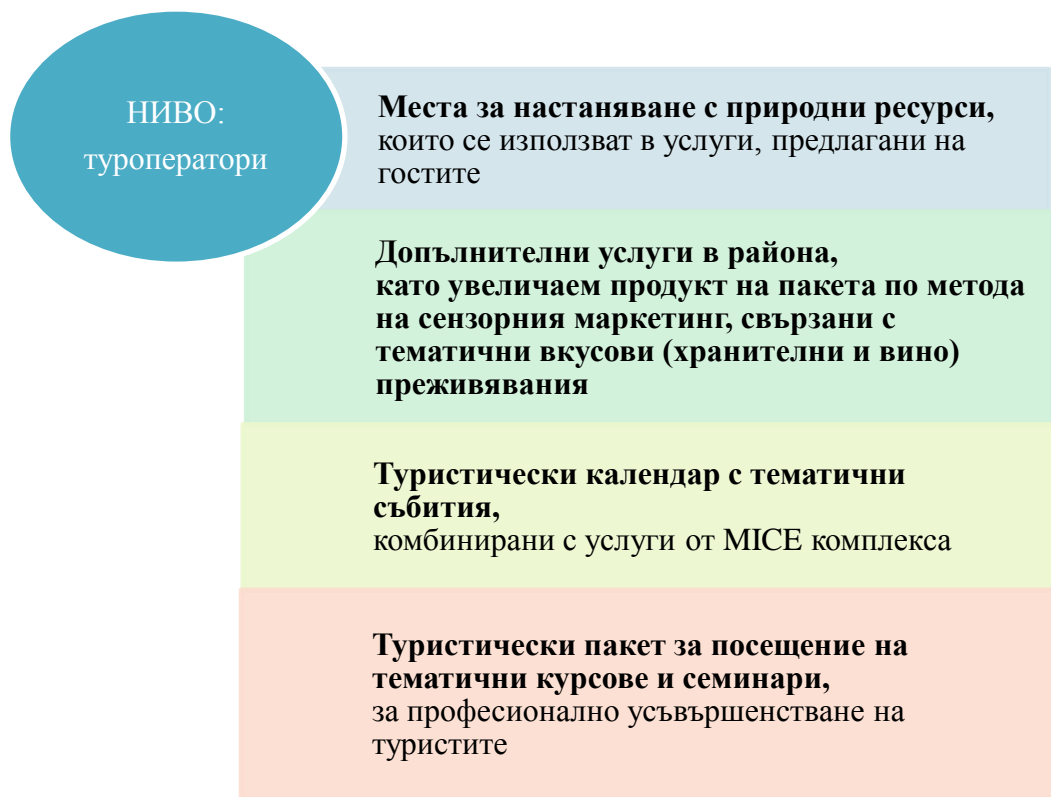 НИВО:
туроператори
Места за настаняване с природни ресурси,
които се използват в услуги, предлагани на
гостите
Допълнителни услуги в района,
като увеличаем продукт на пакета по метода
на сензорния маркетинг, свързани с
тематични вкусови (хранителни и вино)
преживявания
Туристически календар с тематични
събития,
комбинирани с услуги от MICE комплекса
Туристически пакет за посещение на
тематични курсове и семинари,
за професионално усъвършенстване на
туристите